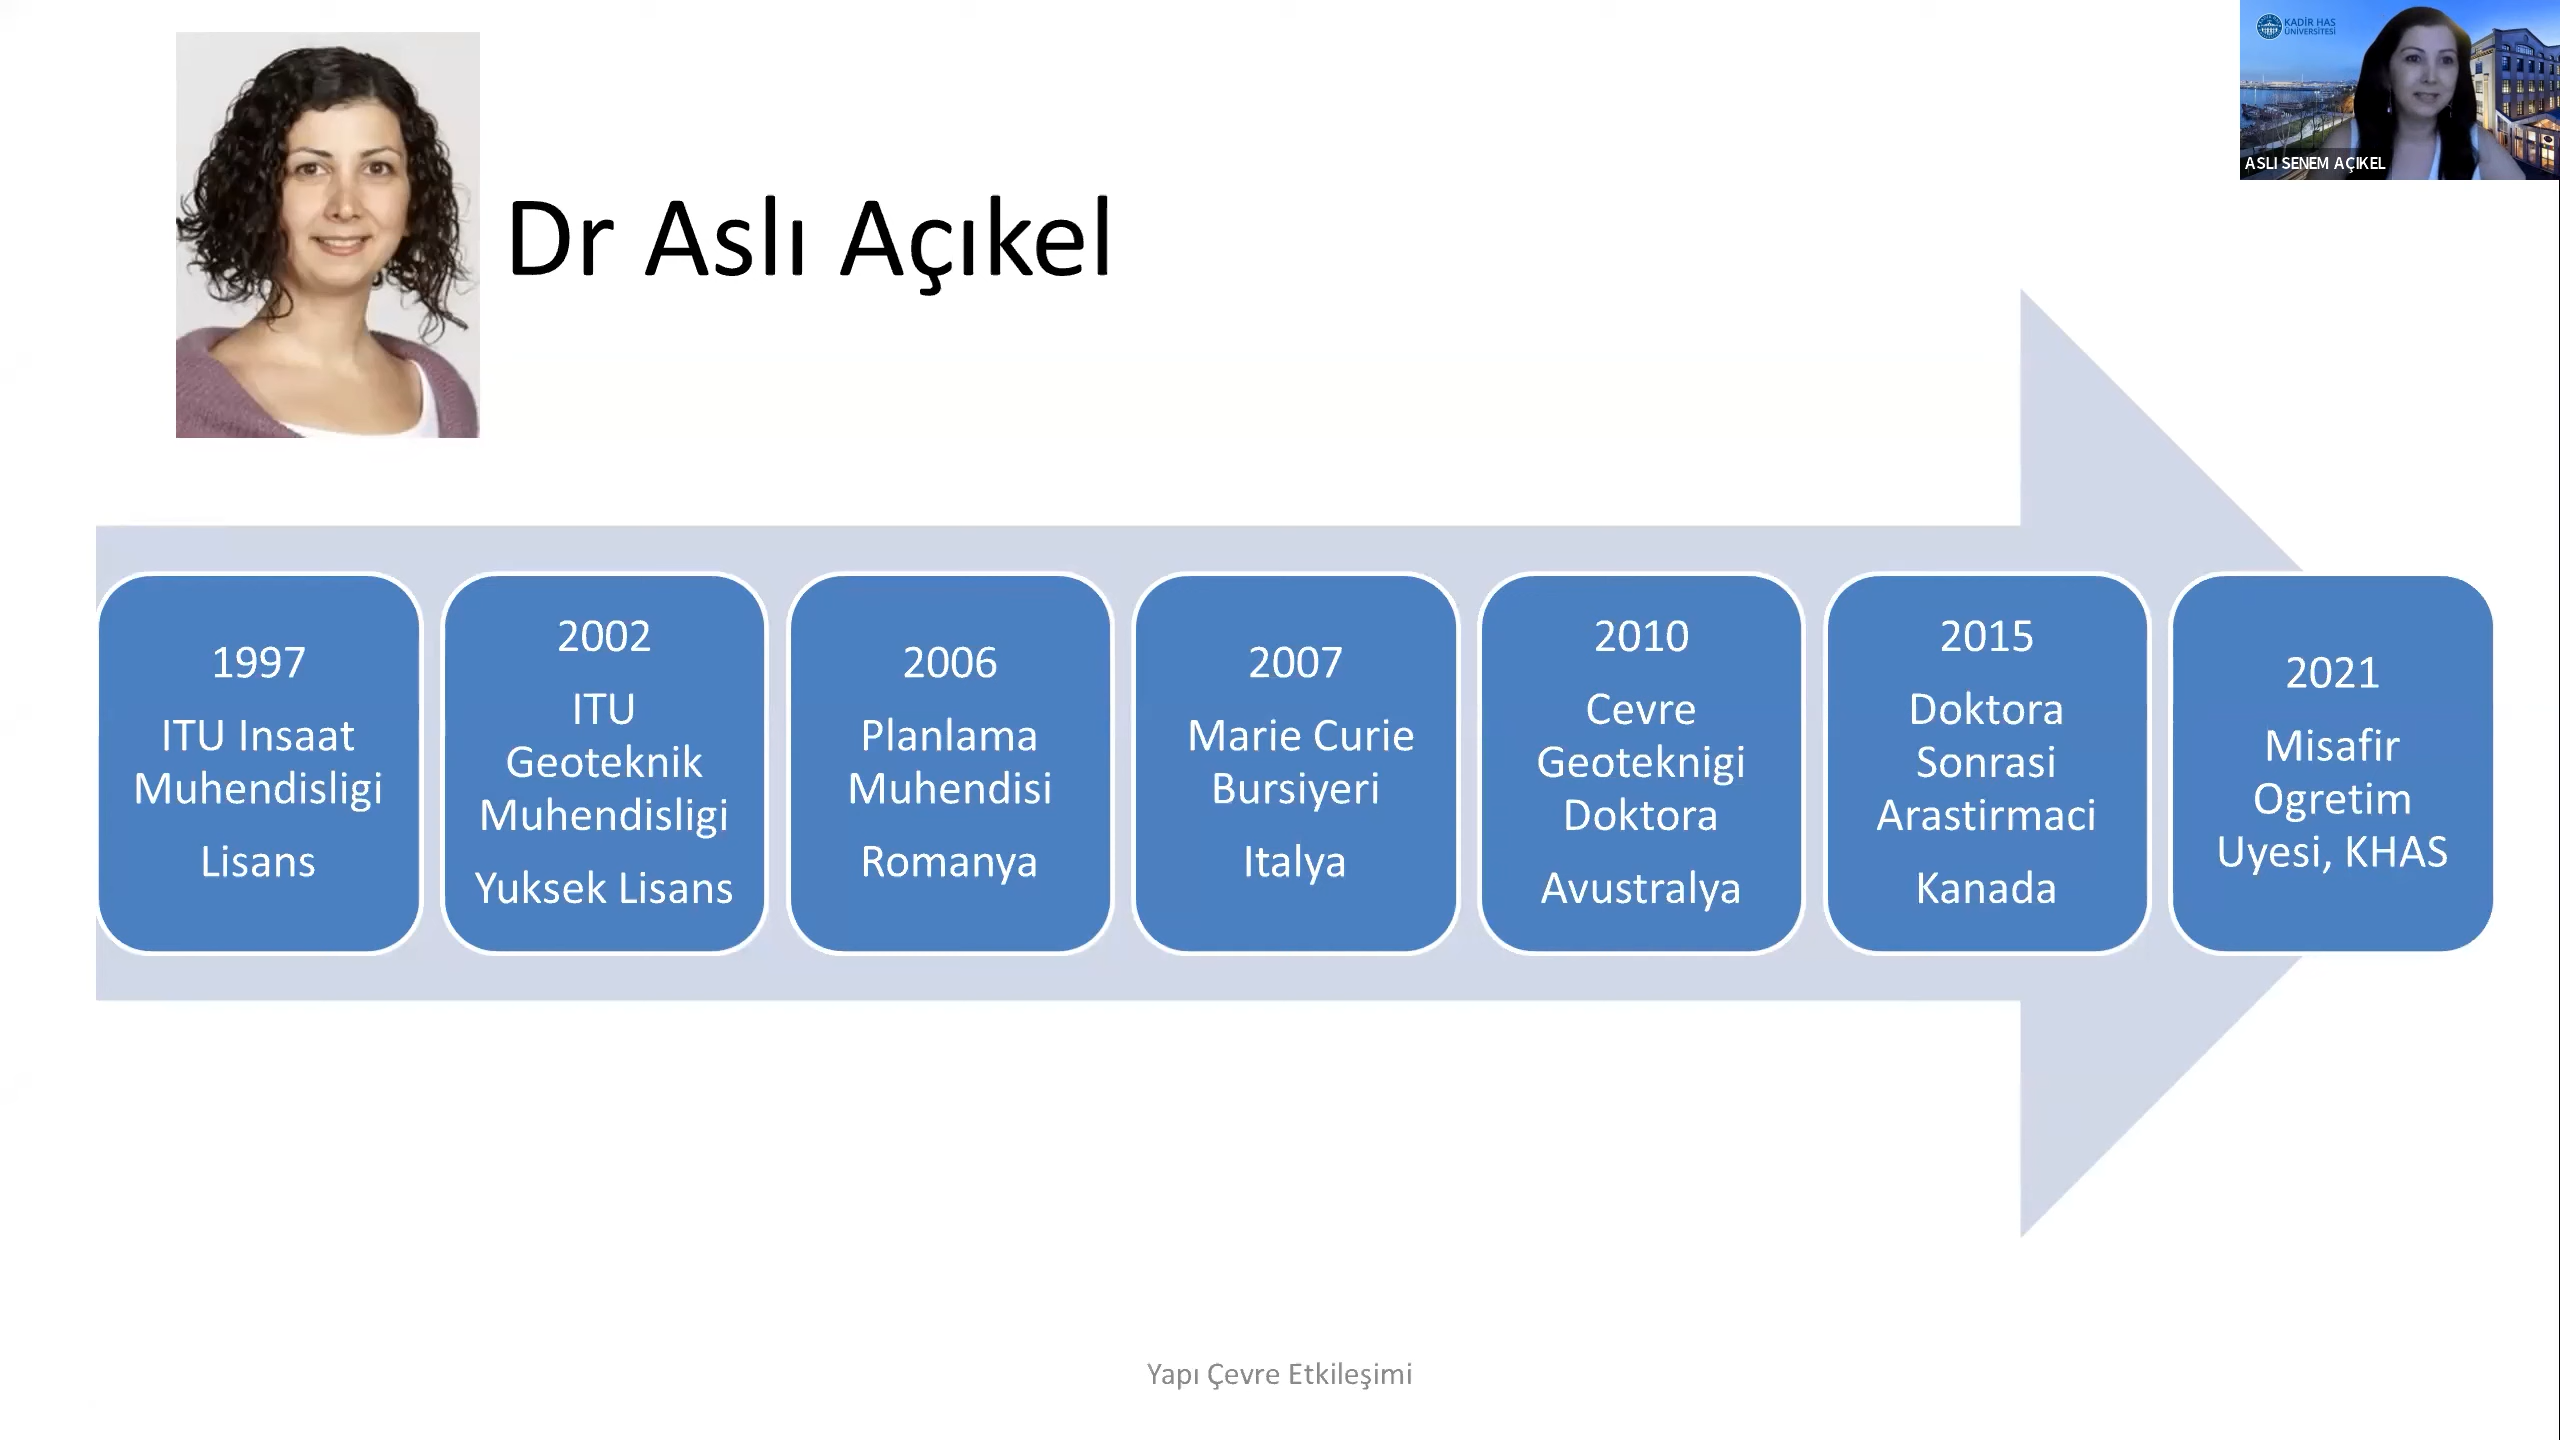 KADİR HAS
ÜNİVERSİTESİ
ASLI SENEM AÇIKEL
Dr Aslı Açıkel
1997
ITU Insaat
Muhendisligi
Lisans
2002
ITU
Geoteknik
Muhendisligi
Yuksek Lisans
2006
Planlama
Muhendisi
Romanya
2007
Marie Curie
Bursiyeri
Italya
2010
Cevre
Geoteknigi
Doktora
Avustralya
2015
Doktora
Sonrasi
Arastirmaci
Kanada
2021
Misafir
Ogretim
Uyesi, KHAS
Yapı Çevre Etkileşimi